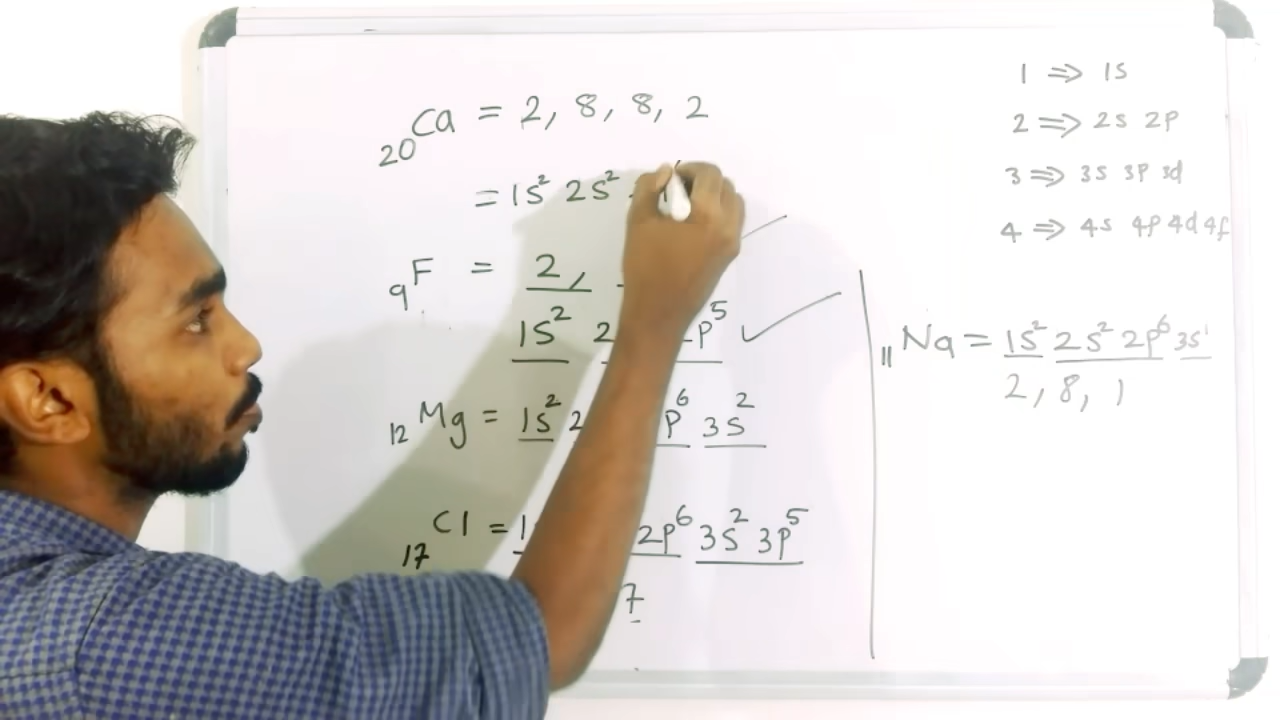 20Ca = 2, 8, 8, 2
= 1s² 2s²
9F = 2,
1s² 2 p⁵
12Mg = 1s² 2 p⁶ 3s²
17Cl = 1 2p⁶ 3s² 3p⁵
7
1 ⇒ 1s
2 ⇒ 2s 2p
3 ⇒ 3s 3p 3d
4 ⇒ 4s 4p 4d 4f
11Na = 1s² 2s² 2p⁶ 3s¹
2, 8, 1